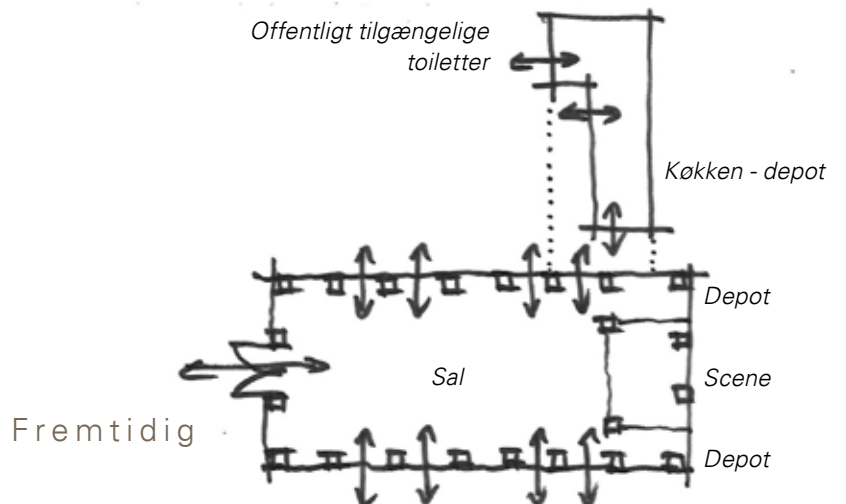 Offentligt tilgængelige
toiletter
Køkken - depot
Depot
Sal
Scene
Fremtidig
Depot